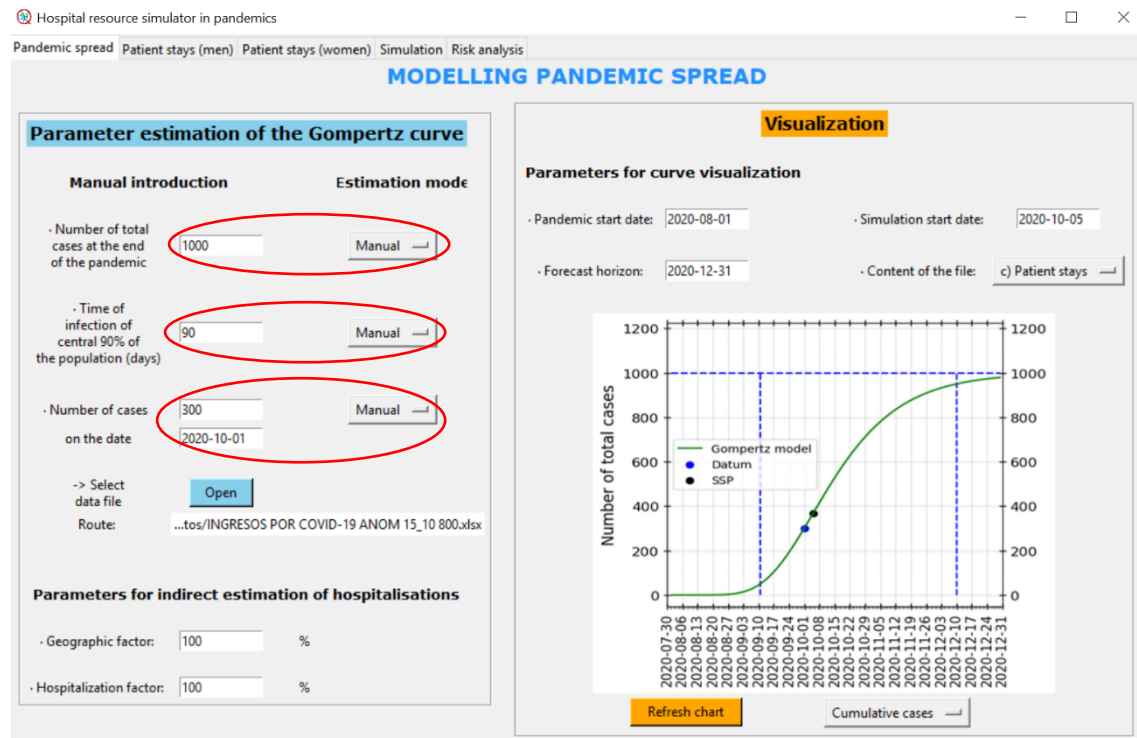 Hospital resource simulator in pandemics
Pandemic spread Patient stays (men) Patient stays (women) Simulation Risk analysis
MODELLING PANDEMIC SPREAD
Parameter estimation of the Gompertz curve
Manual introduction Estimation mode
· Number of total
cases at the end
of the pandemic
1000 Manual
· Time of
infection of
central 90% of
the population (days)
90 Manual
· Number of cases 300 Manual
on the date 2020-10-01
-> Select
data file
Open
Route: ...tos/INGRESOS POR COVID-19 ANOM 15_10 800.xlsx
Parameters for indirect estimation of hospitalisations
· Geographic factor: 100 %
· Hospitalization factor: 100 %
Visualization
Parameters for curve visualization
· Pandemic start date: 2020-08-01 · Simulation start date: 2020-10-05
· Forecast horizon: 2020-12-31 · Content of the file: c) Patient stays
Number of total cases
1200 1200
1000 1000
800 800
600 600
400 400
200 200
0 0
Gompertz model
Datum
SSP
2020-07-30
2020-08-06
2020-08-13
2020-08-20
2020-08-27
2020-09-03
2020-09-10
2020-09-17
2020-09-24
2020-10-01
2020-10-08
2020-10-15
2020-10-22
2020-10-29
2020-11-05
2020-11-12
2020-11-19
2020-11-26
2020-12-03
2020-12-10
2020-12-17
2020-12-24
2020-12-31
Refresh chart Cumulative cases